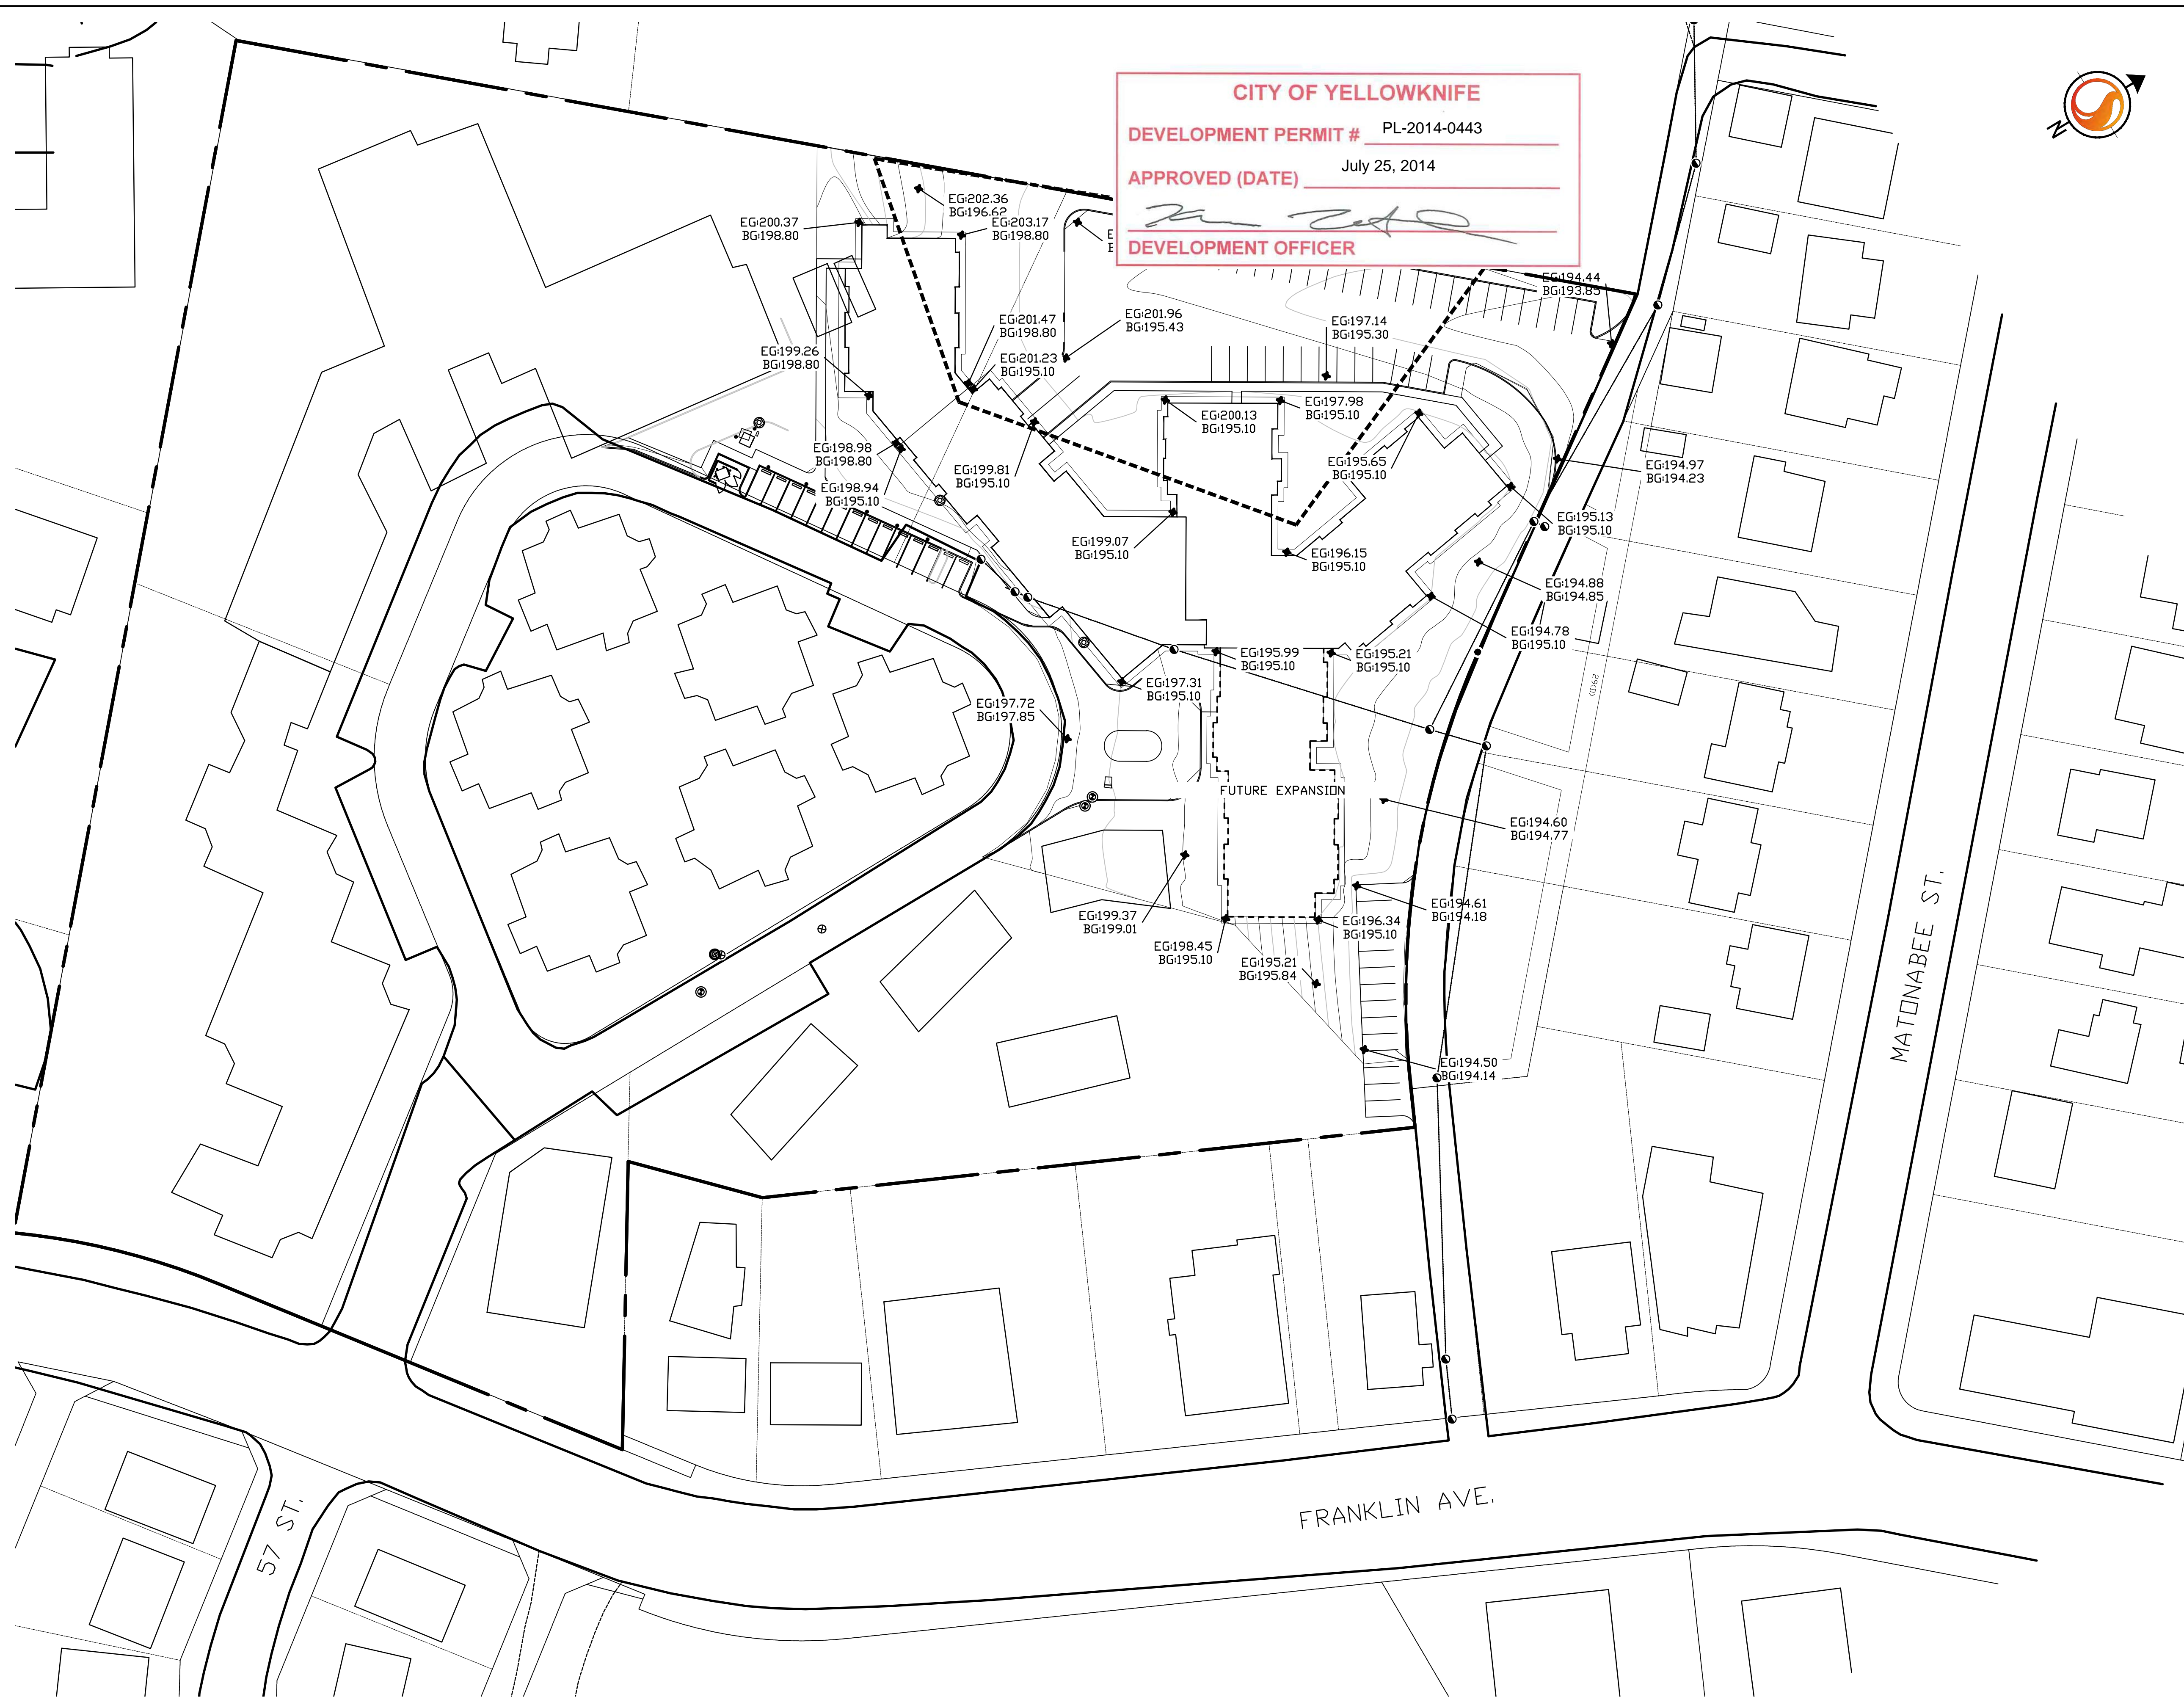 CITY OF YELLOWKNIFE
DEVELOPMENT PERMIT # PL-2014-0443
APPROVED (DATE) July 25, 2014
DEVELOPMENT OFFICER
N
EG:202.36
BG:196.62
EG:200.37
BG:198.80
EG:203.17
BG:198.80
E
B
EG:194.44
BG:193.85
EG:201.47
BG:198.80
EG:201.96
BG:195.43
EG:197.14
BG:195.30
EG:199.26
BG:198.80
EG:201.23
BG:195.10
EG:200.13
BG:195.10
EG:197.98
BG:195.10
EG:198.98
BG:198.80
EG:199.81
BG:195.10
EG:195.65
BG:195.10
EG:194.97
BG:194.23
EG:198.94
BG:195.10
EG:199.07
BG:195.10
EG:196.15
BG:195.10
EG:195.13
BG:195.10
EG:194.88
BG:194.85
EG:194.78
BG:195.10
EG:195.99
BG:195.10
EG:195.21
BG:195.10
EG:197.31
BG:195.10
EG:197.72
BG:197.85
FUTURE EXPANSION
EG:194.60
BG:194.77
EG:199.37
BG:199.01
EG:194.61
BG:194.18
EG:196.34
BG:195.10
EG:198.45
BG:195.10
EG:195.21
BG:195.84
EG:194.50
BG:194.14
MATONABEE ST.
FRANKLIN AVE.
57 ST.